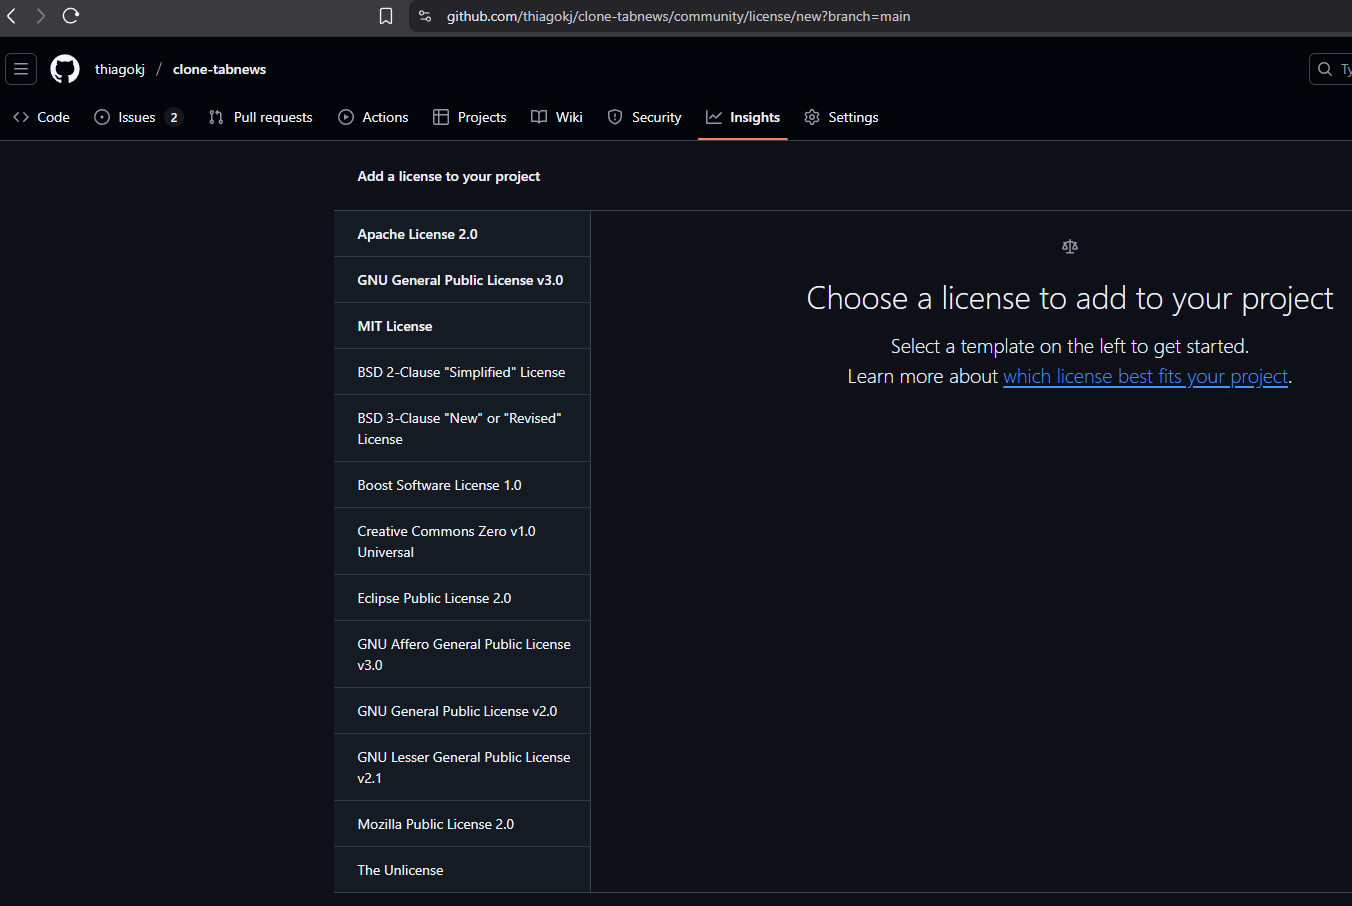 github.com/thiagokj/clone-tabnews/community/license/new?branch=main
thiagokj / clone-tabnews
Code Issues 2 Pull requests Actions Projects Wiki Security Insights Settings
Add a license to your project
Apache License 2.0
GNU General Public License v3.0
MIT License
BSD 2-Clause "Simplified" License
BSD 3-Clause "New" or "Revised"
License
Boost Software License 1.0
Creative Commons Zero v1.0
Universal
Eclipse Public License 2.0
GNU Affero General Public License
v3.0
GNU General Public License v2.0
GNU Lesser General Public License
v2.1
Mozilla Public License 2.0
The Unlicense
Choose a license to add to your project
Select a template on the left to get started.
Learn more about which license best fits your project.